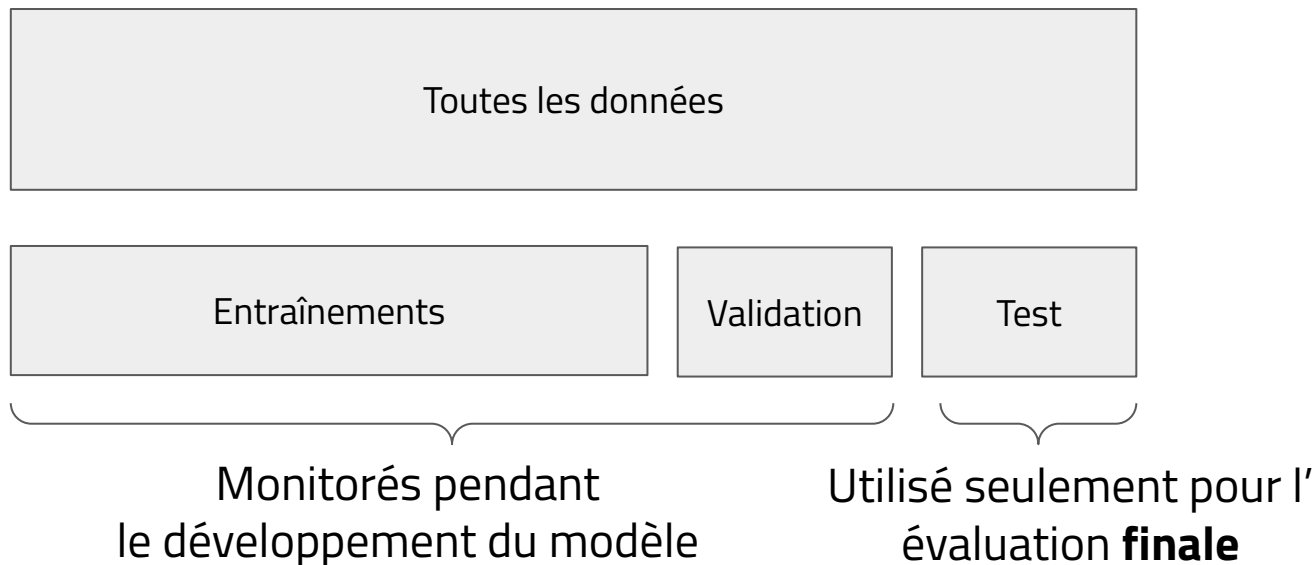 Toutes les données
Entraînements
Validation
Test
Monitorés pendant
le développement du modèle
Utilisé seulement pour l'
évaluation finale